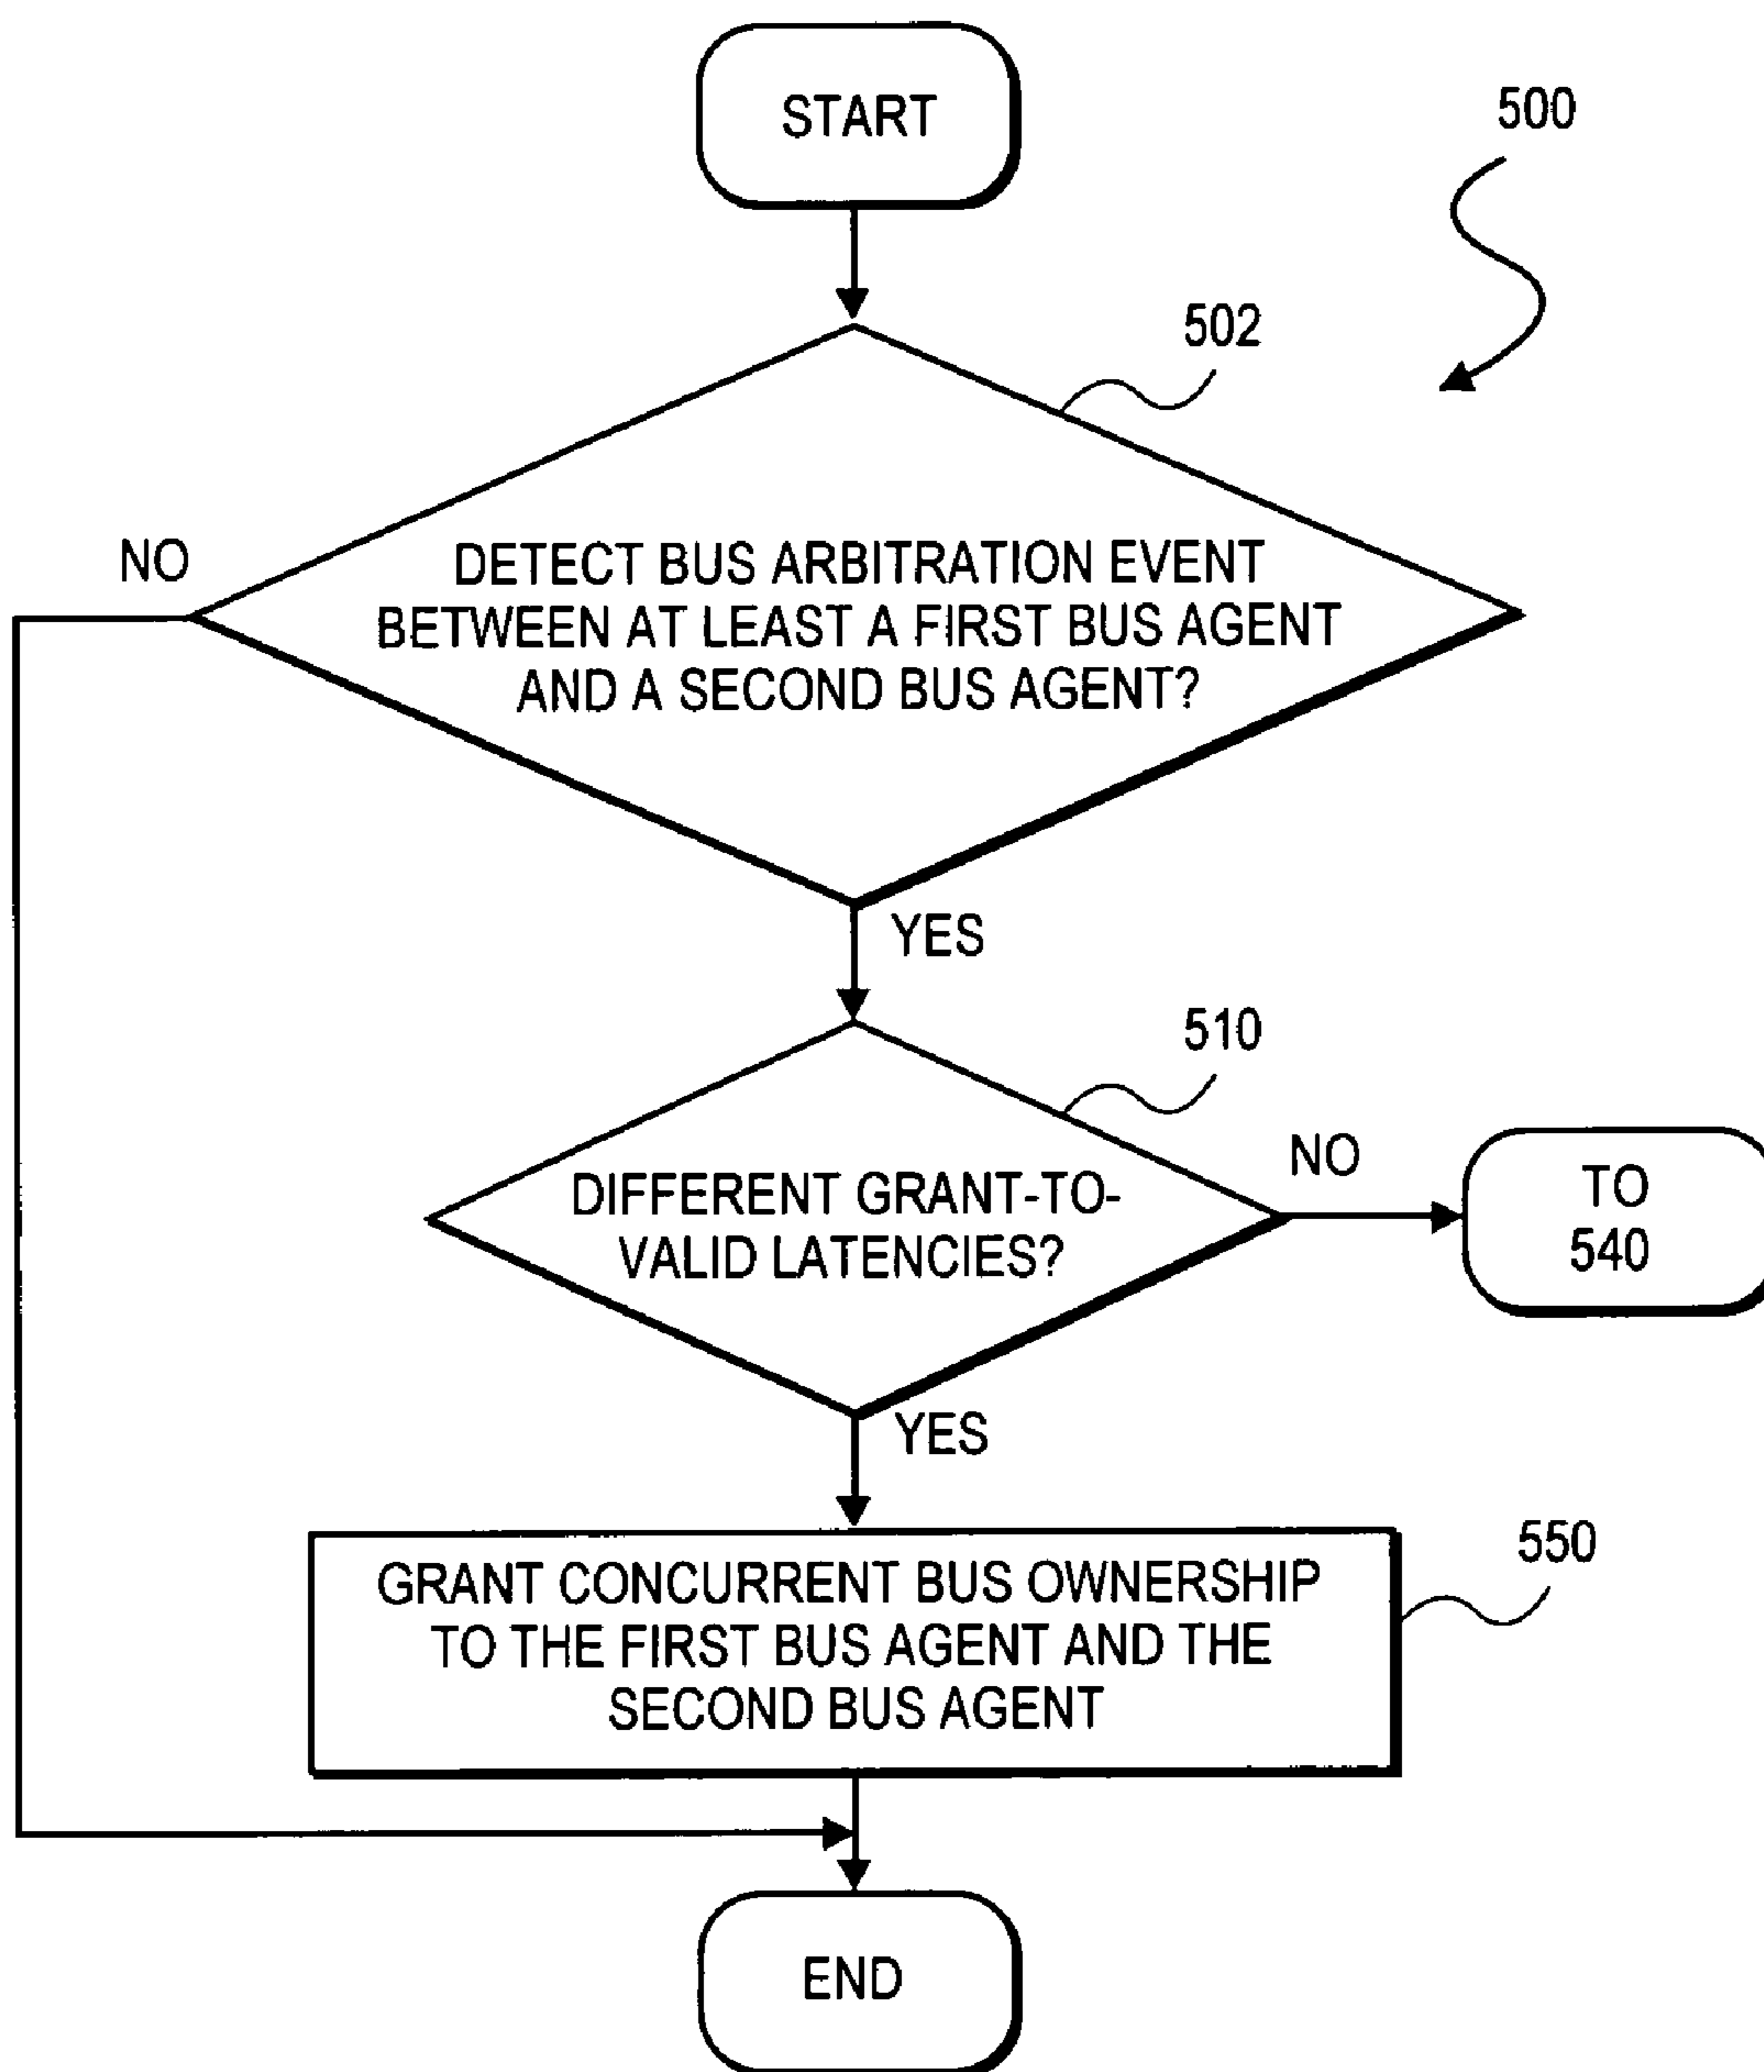 START
500
502
NO
DETECT BUS ARBITRATION EVENT
BETWEEN AT LEAST A FIRST BUS AGENT
AND A SECOND BUS AGENT?
YES
510
NO
DIFFERENT GRANT-TO-
VALID LATENCIES?
TO
540
YES
550
GRANT CONCURRENT BUS OWNERSHIP
TO THE FIRST BUS AGENT AND THE
SECOND BUS AGENT
END